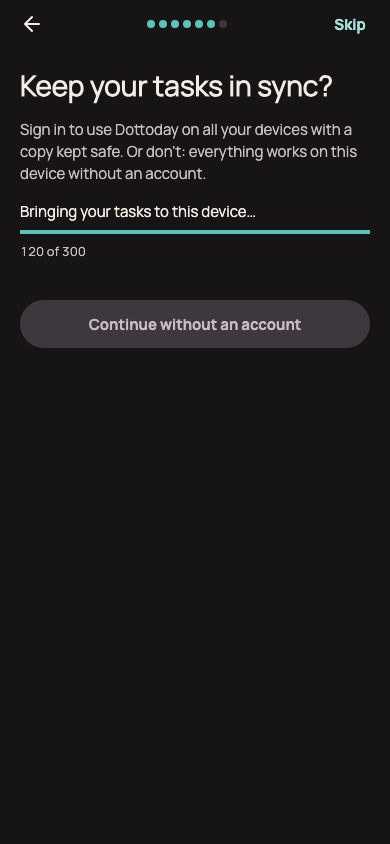 Skip
Keep your tasks in sync?
Sign in to use Dottoday on all your devices with a
copy kept safe. Or don't: everything works on this
device without an account.
Bringing your tasks to this device…
120 of 300
Continue without an account